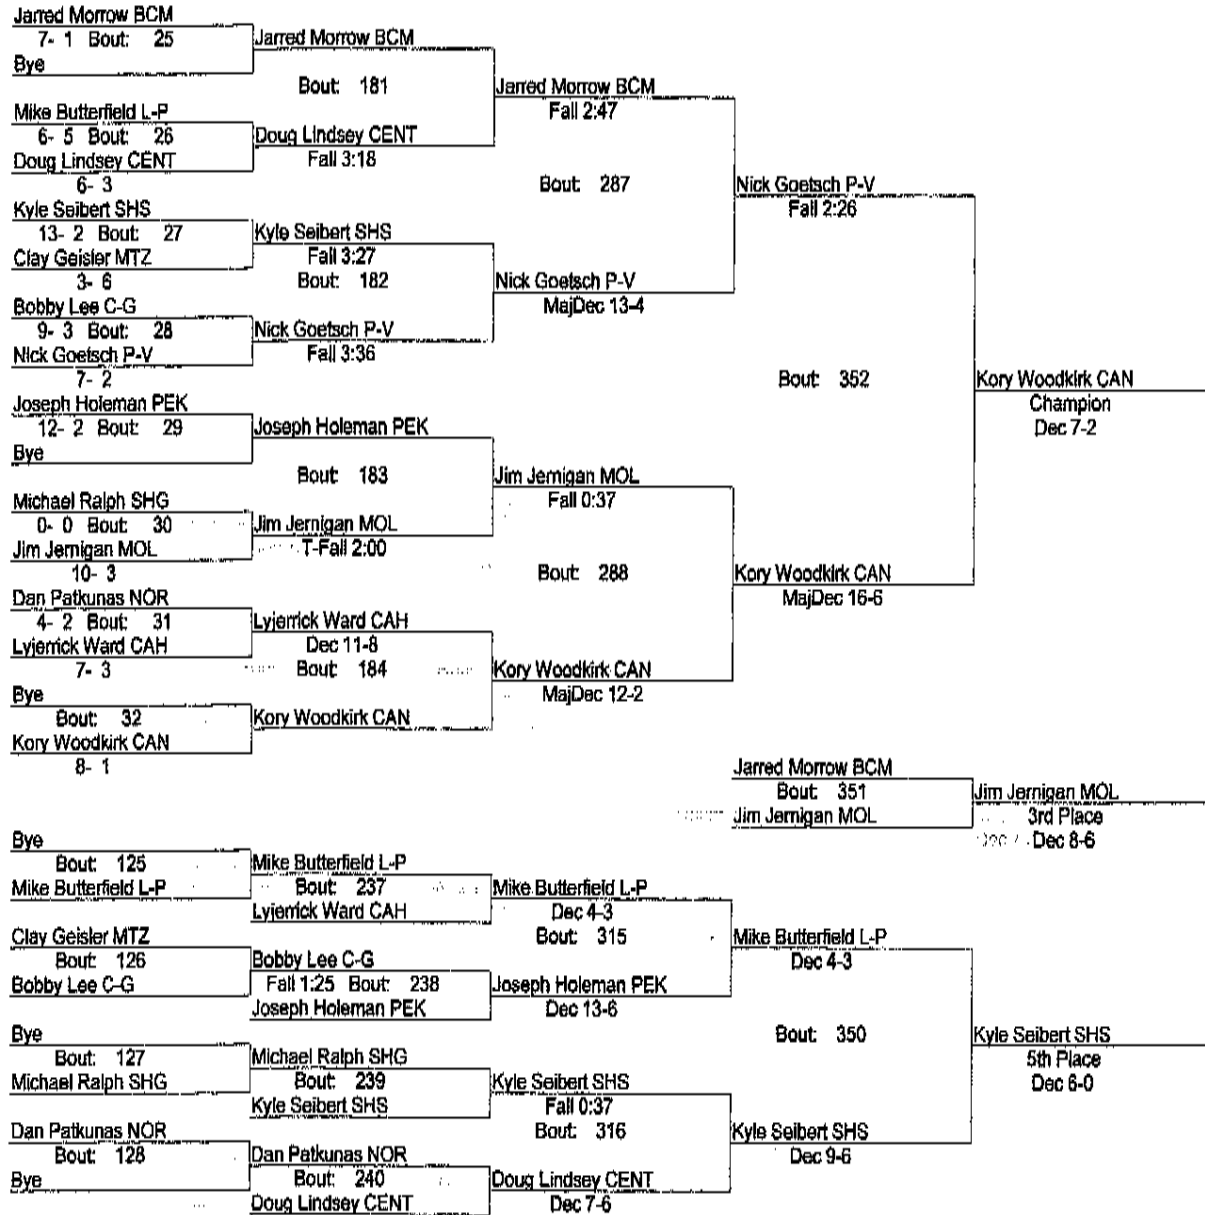 Jarred Morrow BCM
7- 1 Bout: 25
Bye
Jarred Morrow BCM
Bout: 181
Mike Butterfield L-P
6- 5 Bout: 26
Doug Lindsey CENT
6- 3
Doug Lindsey CENT
Fall 3:18
Jarred Morrow BCM
Fall 2:47
Bout: 287
Kyle Seibert SHS
13- 2 Bout: 27
Clay Geisler MTZ
3- 6
Kyle Seibert SHS
Fall 3:27
Bout: 182
Bobby Lee C-G
9- 3 Bout: 28
Nick Goetsch P-V
7- 2
Nick Goetsch P-V
Fall 3:36
Nick Goetsch P-V
MajDec 13-4
Nick Goetsch P-V
Fall 2:26
Bout: 352
Kory Woodkirk CAN
Champion
Dec 7-2
Joseph Holeman PEK
12- 2 Bout: 29
Bye
Joseph Holeman PEK
Bout: 183
Michael Ralph SHG
0- 0 Bout: 30
Jim Jernigan MOL
10- 3
Jim Jernigan MOL
T-Fall 2:00
Jim Jernigan MOL
Fall 0:37
Bout: 288
Dan Patkunas NOR
4- 2 Bout: 31
Lyjerrick Ward CAH
7- 3
Lyjerrick Ward CAH
Dec 11-8
Bout: 184
Bye
Bout: 32
Kory Woodkirk CAN
8- 1
Kory Woodkirk CAN
Kory Woodkirk CAN
MajDec 12-2
Kory Woodkirk CAN
MajDec 16-6
Jarred Morrow BCM
Bout: 351
Jim Jernigan MOL
Jim Jernigan MOL
3rd Place
Dec 8-6
Bye
Bout: 125
Mike Butterfield L-P
Mike Butterfield L-P
Bout: 237
Lyjerrick Ward CAH
Mike Butterfield L-P
Dec 4-3
Bout: 315
Clay Geisler MTZ
Bout: 126
Bobby Lee C-G
Bobby Lee C-G
Fall 1:25 Bout: 238
Joseph Holeman PEK
Joseph Holeman PEK
Dec 13-6
Mike Butterfield L-P
Dec 4-3
Bout: 350
Bye
Bout: 127
Michael Ralph SHG
Michael Ralph SHG
Bout: 239
Kyle Seibert SHS
Kyle Seibert SHS
Fall 0:37
Bout: 316
Dan Patkunas NOR
Bout: 128
Bye
Dan Patkunas NOR
Bout: 240
Doug Lindsey CENT
Doug Lindsey CENT
Dec 7-6
Kyle Seibert SHS
Dec 9-6
Kyle Seibert SHS
5th Place
Dec 6-0